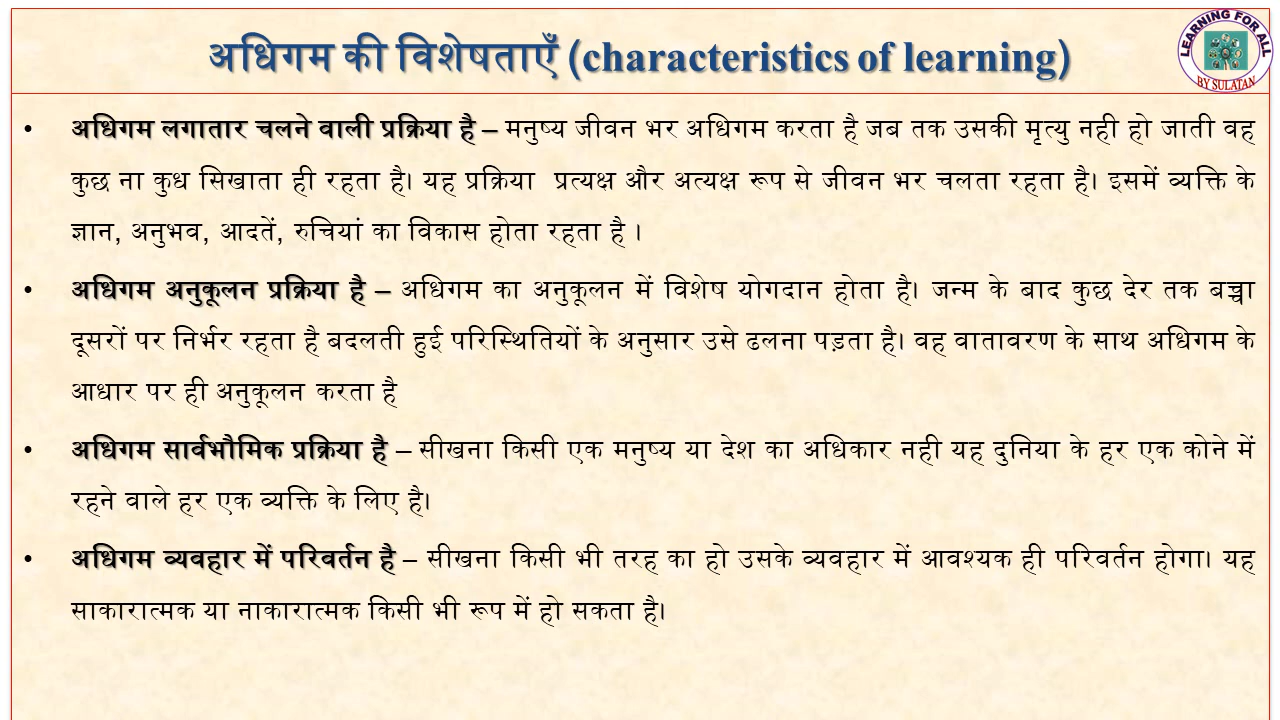 अधिगम की विशेषताएँ (characteristics of learning)
LEARNING FOR ALL
BY SULATAN
• अधिगम लगातार चलने वाली प्रक्रिया है – मनुष्य जीवन भर अधिगम करता है जब तक उसकी मृत्यु नही हो जाती वह
कुछ ना कुध सिखाता ही रहता है। यह प्रक्रिया प्रत्यक्ष और अत्यक्ष रूप से जीवन भर चलता रहता है। इसमें व्यक्ति के
ज्ञान, अनुभव, आदतें, रुचियां का विकास होता रहता है ।
• अधिगम अनुकूलन प्रक्रिया है – अधिगम का अनुकूलन में विशेष योगदान होता है। जन्म के बाद कुछ देर तक बच्चा
दूसरों पर निर्भर रहता है बदलती हुई परिस्थितियों के अनुसार उसे ढलना पड़ता है। वह वातावरण के साथ अधिगम के
आधार पर ही अनुकूलन करता है
• अधिगम सार्वभौमिक प्रक्रिया है – सीखना किसी एक मनुष्य या देश का अधिकार नही यह दुनिया के हर एक कोने में
रहने वाले हर एक व्यक्ति के लिए है।
• अधिगम व्यवहार में परिवर्तन है – सीखना किसी भी तरह का हो उसके व्यवहार में आवश्यक ही परिवर्तन होगा। यह
साकारात्मक या नाकारात्मक किसी भी रूप में हो सकता है।